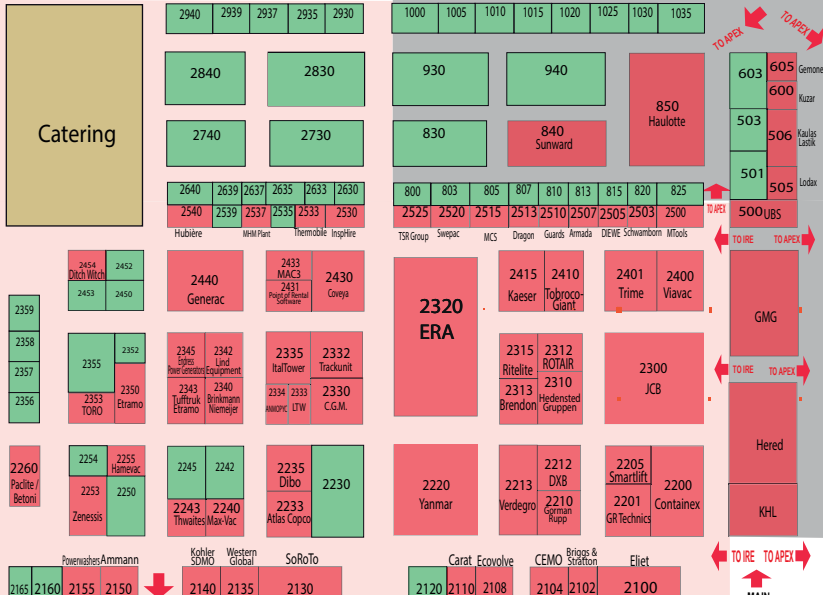 2940 2939 2937 2935 2930 1000 1005 1010 1015 1020 1025 1030 1035
TO APEX TO APEX
2840 2830 930 940 850 Haulotte
603 605 Gemone
600 Kuzar
Catering
2740 2730 830 840 Sunward
503 506 Kaulas Lastik
501 505 Lodax
2640 2639 2637 2635 2633 2630 800 803 805 807 810 813 815 820 825
2540 2539 2537 2535 2533 2530 2525 2520 2515 2513 2510 2507 2505 2503 2500 TO APEX 500 UBS
Hubière MHM Plant Thermobile InspHire TSR Group Swepac MCS Dragon Guards Armada DIEWE Schwamborn MTools
TO IRE TO APEX
2454 Ditch Witch 2452
2453 2450
2440 Generac
2433 MAC3
2431 Point of Rental Software
2430 Coveya
2320 ERA
2415 Kaeser
2410 Tobroco-Giant
2401 Trime
2400 Viavac
GMG
2359
2358
2357
2356
2355 2352
2353 TORO
2350 Etramo
2345 Endress Power Generators
2342 Lind Equipment
2343 Tufftruk Etramo
2340 Brinkmann Niemeijer
2335 ItalTower
2332 Trackunit
2334 ANMOPYC
2333 LTW
2330 C.G.M.
2315 Ritelite
2312 ROTAIR
2313 Brendon
2310 Hedensted Gruppen
2300 JCB
TO IRE TO APEX
Hered
2260 Paclite / Betoni
2254
2255 Hamevac
2253 Zenessis
2250
2245 2242
2243 Thwaites
2240 Max-Vac
2235 Dibo
2233 Atlas Copco
2230
2220 Yanmar
2213 Verdegro
2212 DXB
2210 Gorman Rupp
2205 Smartlift
2201 GR Technics
2200 Containex
KHL
TO IRE TO APEX
Powerwashers Ammann Kohler SDMO Western Global SoRoTo Carat Ecovolve CEMO Briggs & Stratton Eliet
2165 2160 2155 2150 2140 2135 2130 2120 2110 2108 2104 2102 2100
MAIN